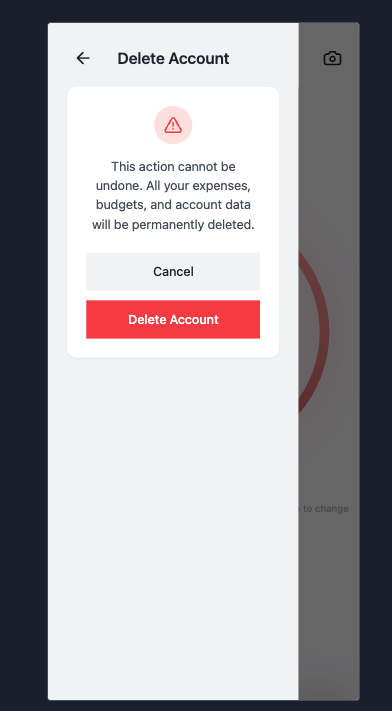 Delete Account
This action cannot be
undone. All your expenses,
budgets, and account data
will be permanently deleted.
Cancel
Delete Account
to change